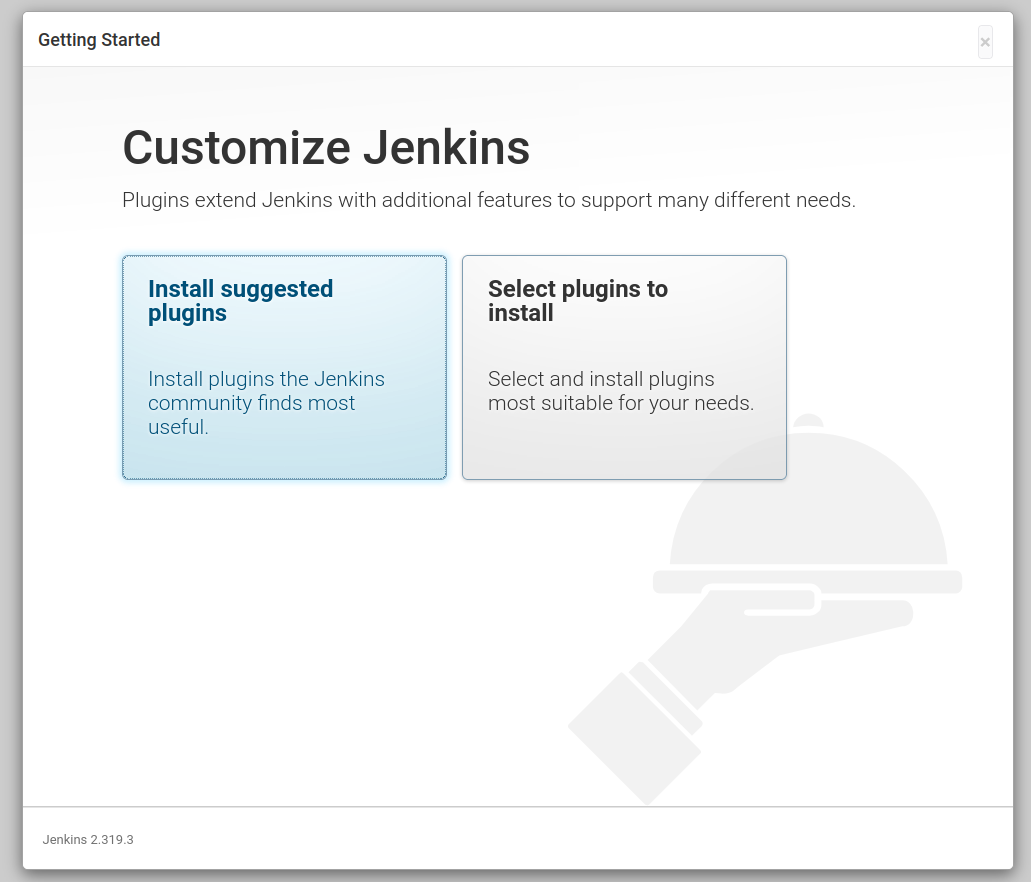 Getting Started
×
Customize Jenkins
Plugins extend Jenkins with additional features to support many different needs.
Install suggested
plugins
Install plugins the Jenkins
community finds most
useful.
Select plugins to
install
Select and install plugins
most suitable for your needs.
Jenkins 2.319.3